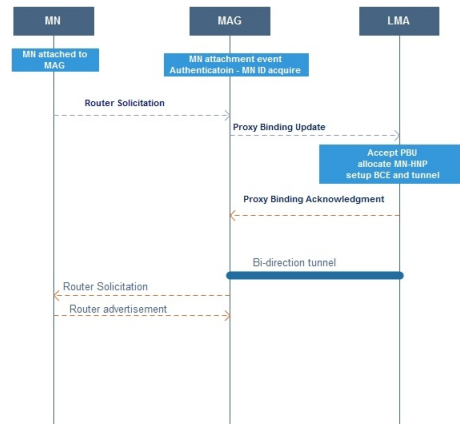 MN
MAG
LMA
MN attached to
MAG
MN attachment event
Authenticatoin - MN ID acquire
Router Solicitation
Proxy Binding Update
Accept PBU
allocate MN-HNP
setup BCE and tunnel
Proxy Binding Acknowledgment
Bi-direction tunnel
Router Solicitation
Router advertisement